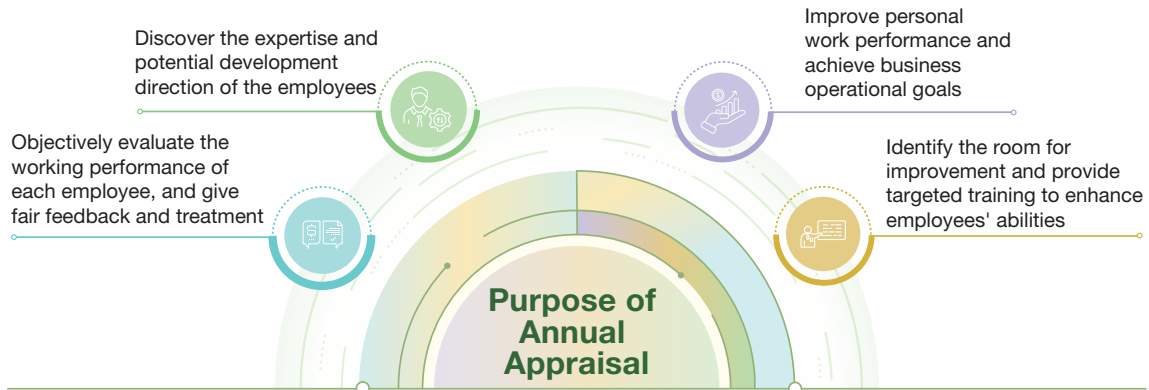 Discover the expertise and
potential development
direction of the employees
Improve personal
work performance and
achieve business
operational goals
Objectively evaluate the
working performance of
each employee, and give
fair feedback and treatment
Identify the room for
improvement and provide
targeted training to enhance
employees' abilities
Purpose of
Annual
Appraisal